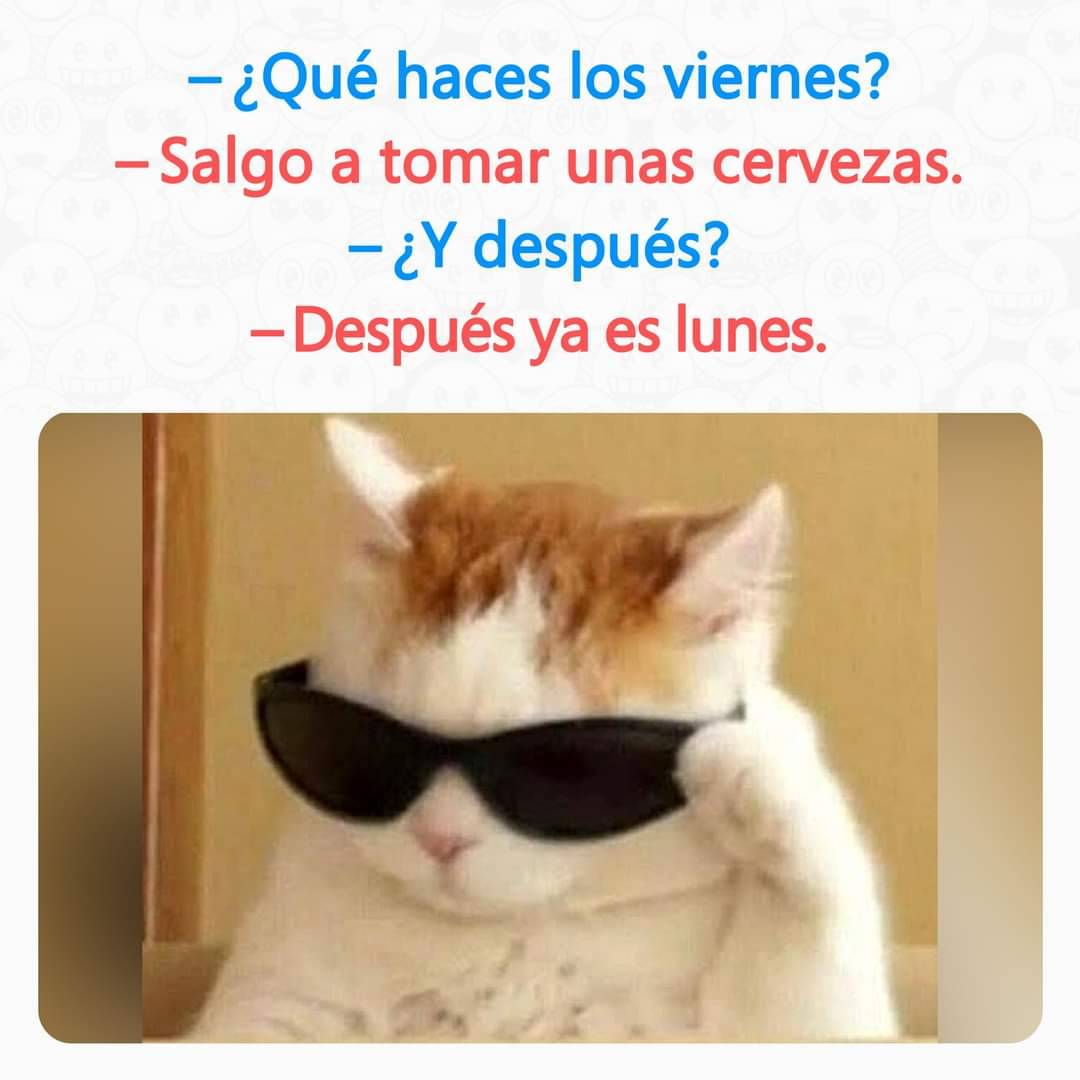 – ¿Qué haces los viernes?
– Salgo a tomar unas cervezas.
– ¿Y después?
– Después ya es lunes.